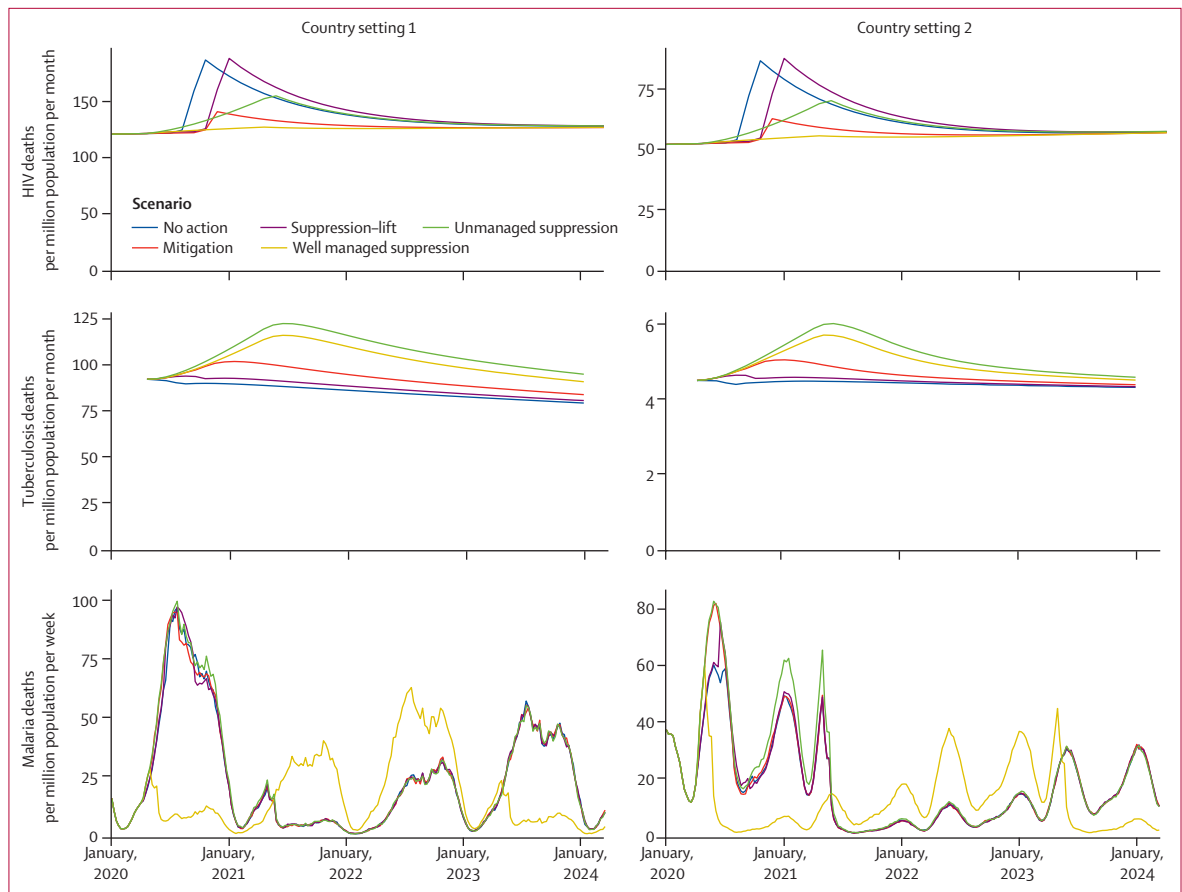 Country setting 1
Country setting 2
HIV deaths
per million population per month
150
100
50
0
75
50
25
0
Scenario
No action
Suppression–lift
Unmanaged suppression
Mitigation
Well managed suppression
Tuberculosis deaths
per million population per month
125
100
75
50
25
0
6
4
2
0
Malaria deaths
per million population per week
100
75
50
25
0
January,
2020
January,
2021
January,
2022
January,
2023
January,
2024
80
60
40
20
0
January,
2020
January,
2021
January,
2022
January,
2023
January,
2024